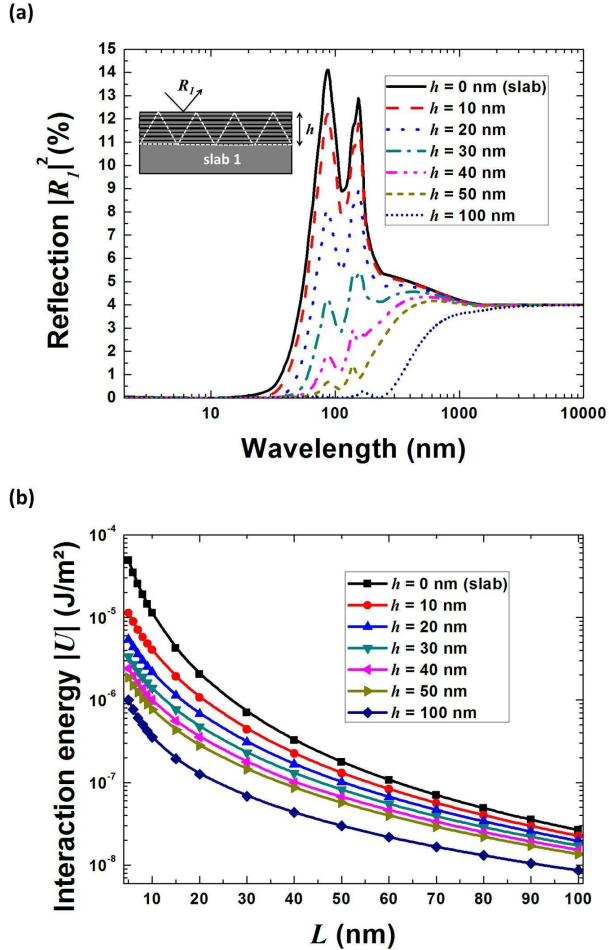 (a)
15
14
13
12
11
10
9
8
7
6
5
4
3
2
1
0
Reflection |R₁|² (%)
R₁
h
slab 1
h = 0 nm (slab)
h = 10 nm
h = 20 nm
h = 30 nm
h = 40 nm
h = 50 nm
h = 100 nm
10 100 1000 10000
Wavelength (nm)
(b)
10⁻⁴
10⁻⁵
10⁻⁶
10⁻⁷
10⁻⁸
Interaction energy |U| (J/m²)
h = 0 nm (slab)
h = 10 nm
h = 20 nm
h = 30 nm
h = 40 nm
h = 50 nm
h = 100 nm
10 20 30 40 50 60 70 80 90 100
L (nm)